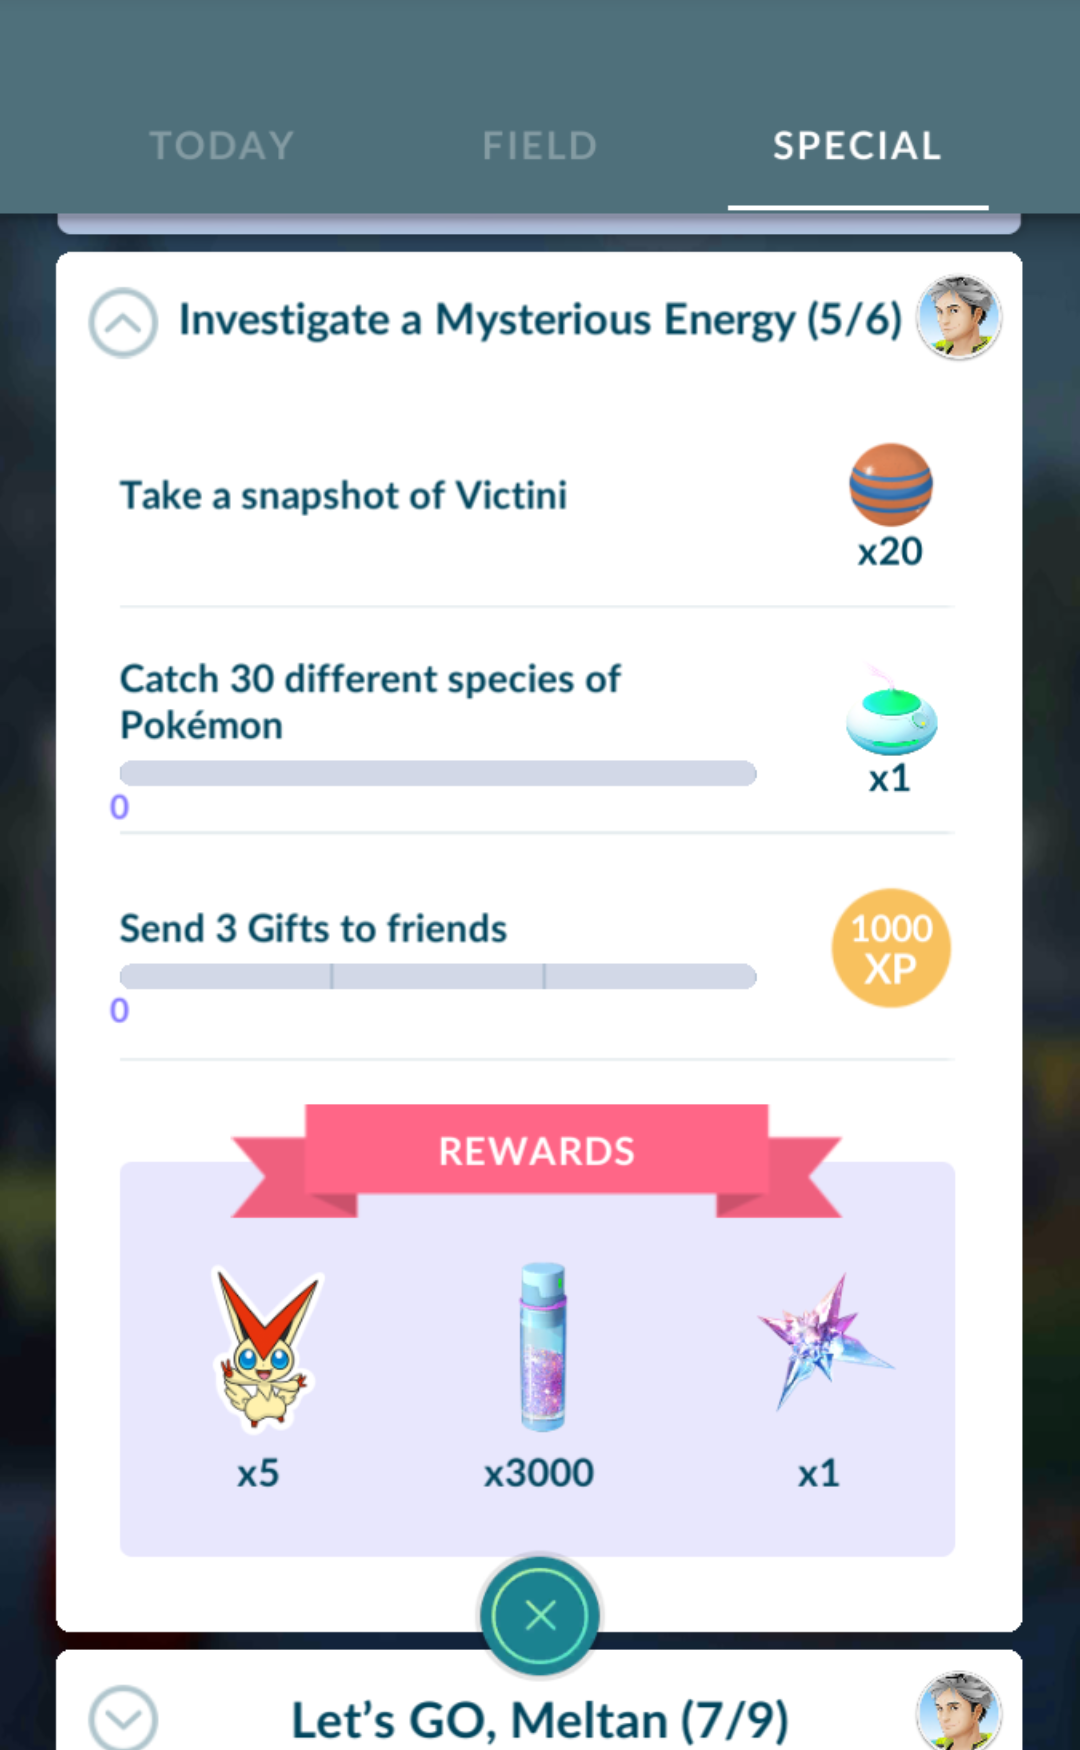 TODAY FIELD SPECIAL
Investigate a Mysterious Energy (5/6)
Take a snapshot of Victini
x20
Catch 30 different species of
Pokémon
x1
0
Send 3 Gifts to friends
1000
XP
0
REWARDS
x5 x3000 x1
Let’s GO, Meltan (7/9)